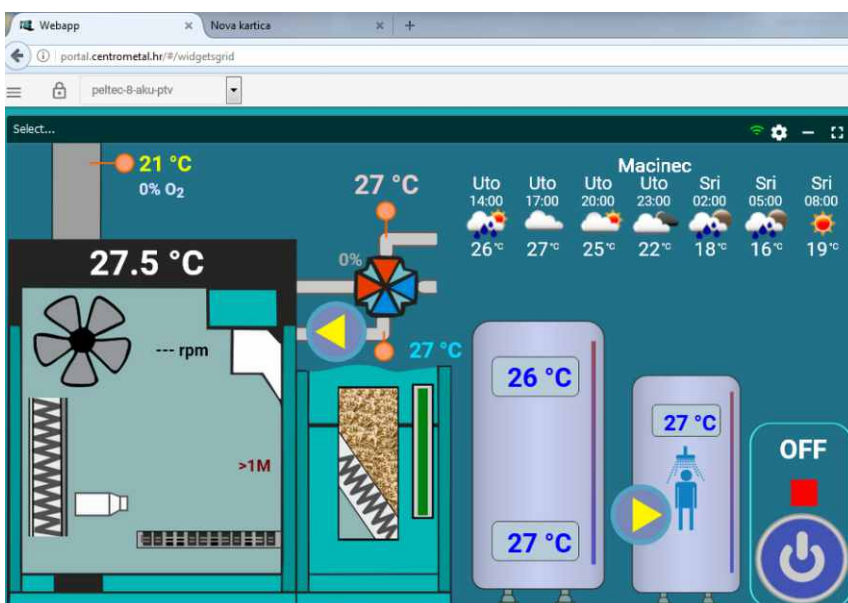 Webapp
Nova kartica
portal.centrometal.hr/#/widgetsgrid
peltec-8-aku-ptv
Select...
21 °C
0% O2
27 °C
Macinec
Uto Uto Uto Uto Sri Sri Sri
14:00 17:00 20:00 23:00 02:00 05:00 08:00
26°C 27°C 25°C 22°C 18°C 16°C 19°C
27.5 °C
0%
--- rpm
27 °C
26 °C
27 °C
OFF
>1M
27 °C